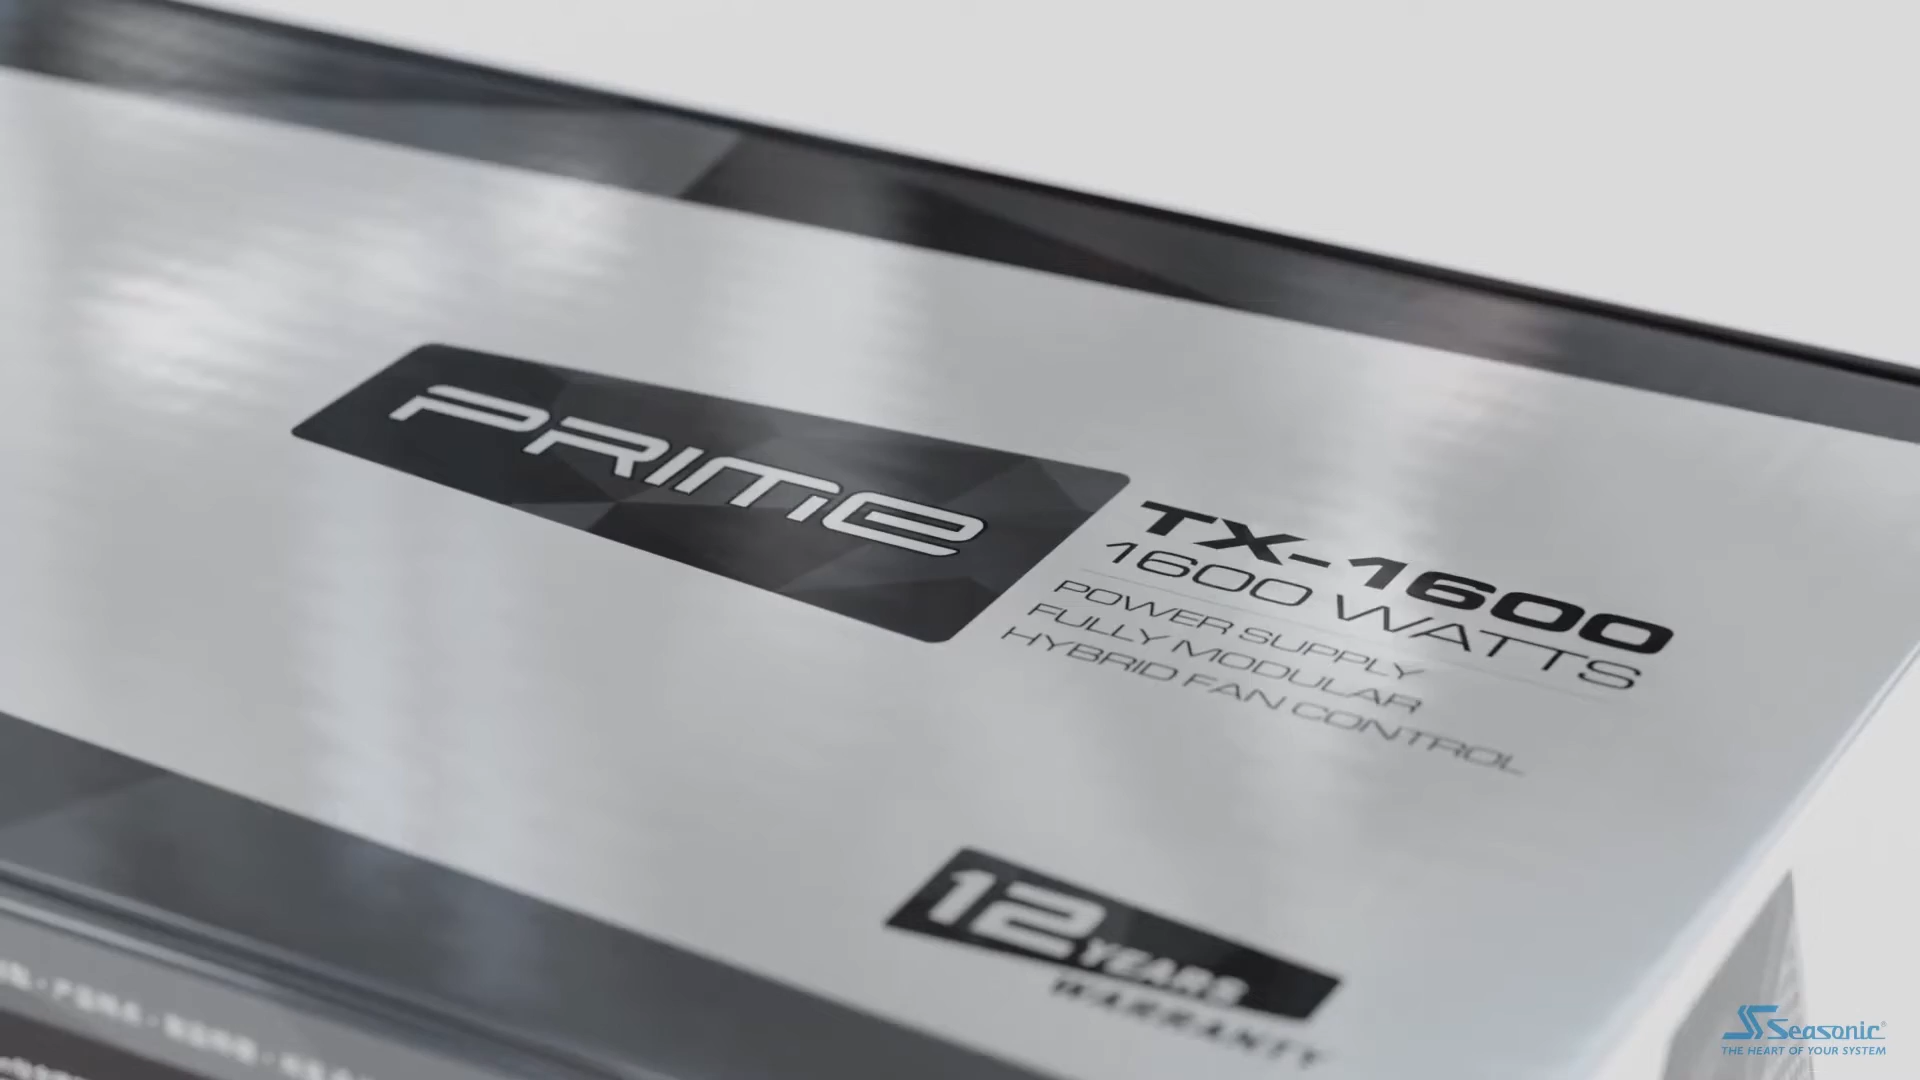 PRIME
TX-1600
1600 WATTS
POWER SUPPLY
FULLY MODULAR
HYBRID FAN CONTROL
12 YEARS
WARRANTY
Seasonic®
THE HEART OF YOUR SYSTEM